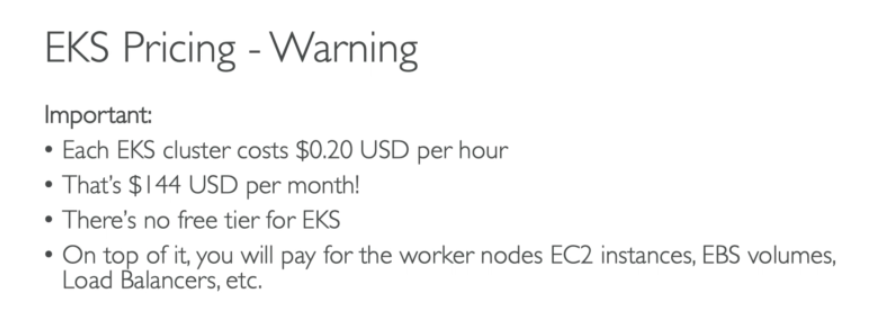 EKS Pricing - Warning
Important:
• Each EKS cluster costs $0.20 USD per hour
• That's $144 USD per month!
• There's no free tier for EKS
• On top of it, you will pay for the worker nodes EC2 instances, EBS volumes,
Load Balancers, etc.